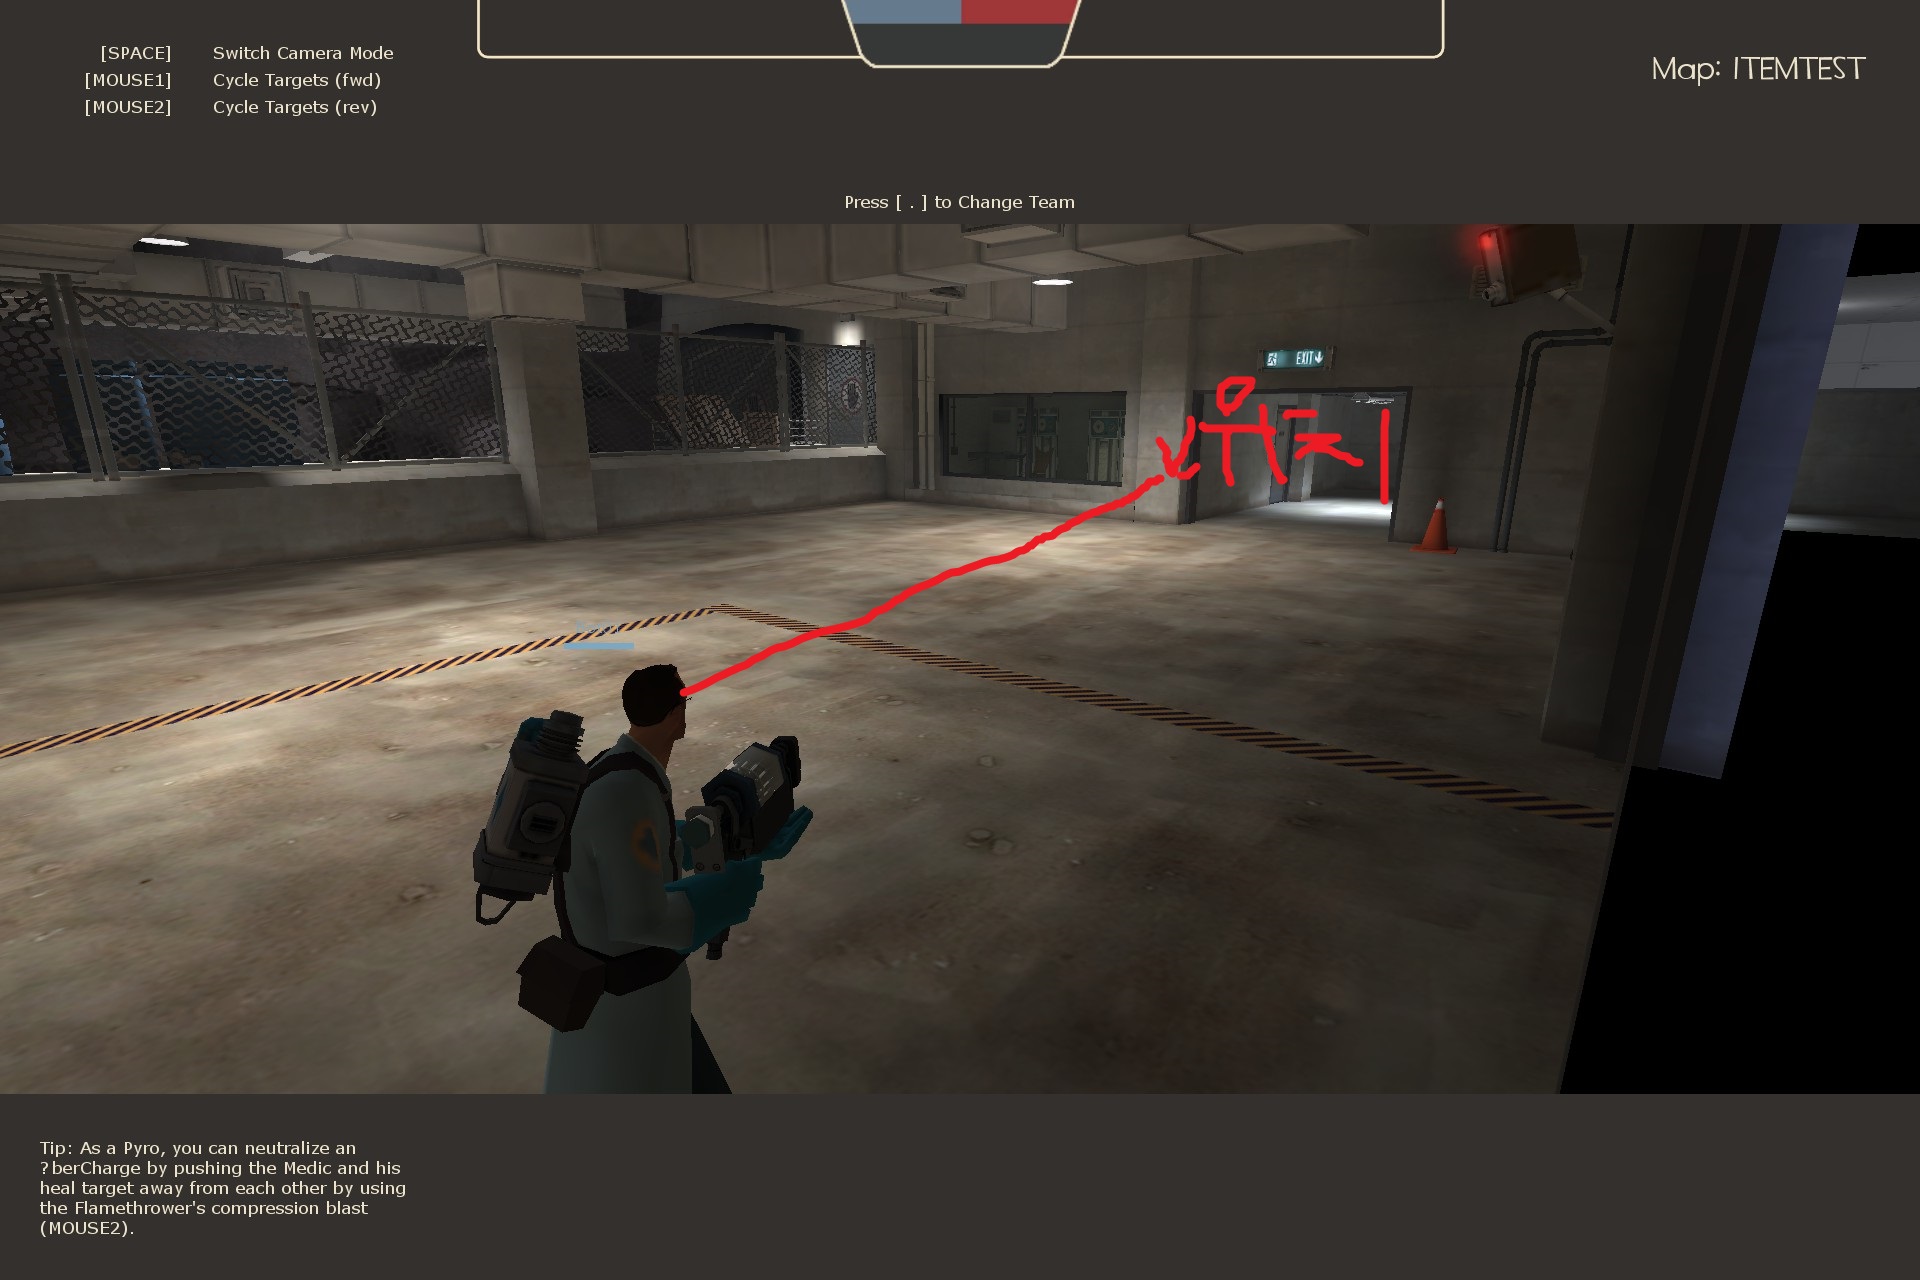 [SPACE] Switch Camera Mode
[MOUSE1] Cycle Targets (fwd)
[MOUSE2] Cycle Targets (rev)
Map: ITEMTEST
Press [ . ] to Change Team
EXIT
위치
Tip: As a Pyro, you can neutralize an
?berCharge by pushing the Medic and his
heal target away from each other by using
the Flamethrower's compression blast
(MOUSE2).